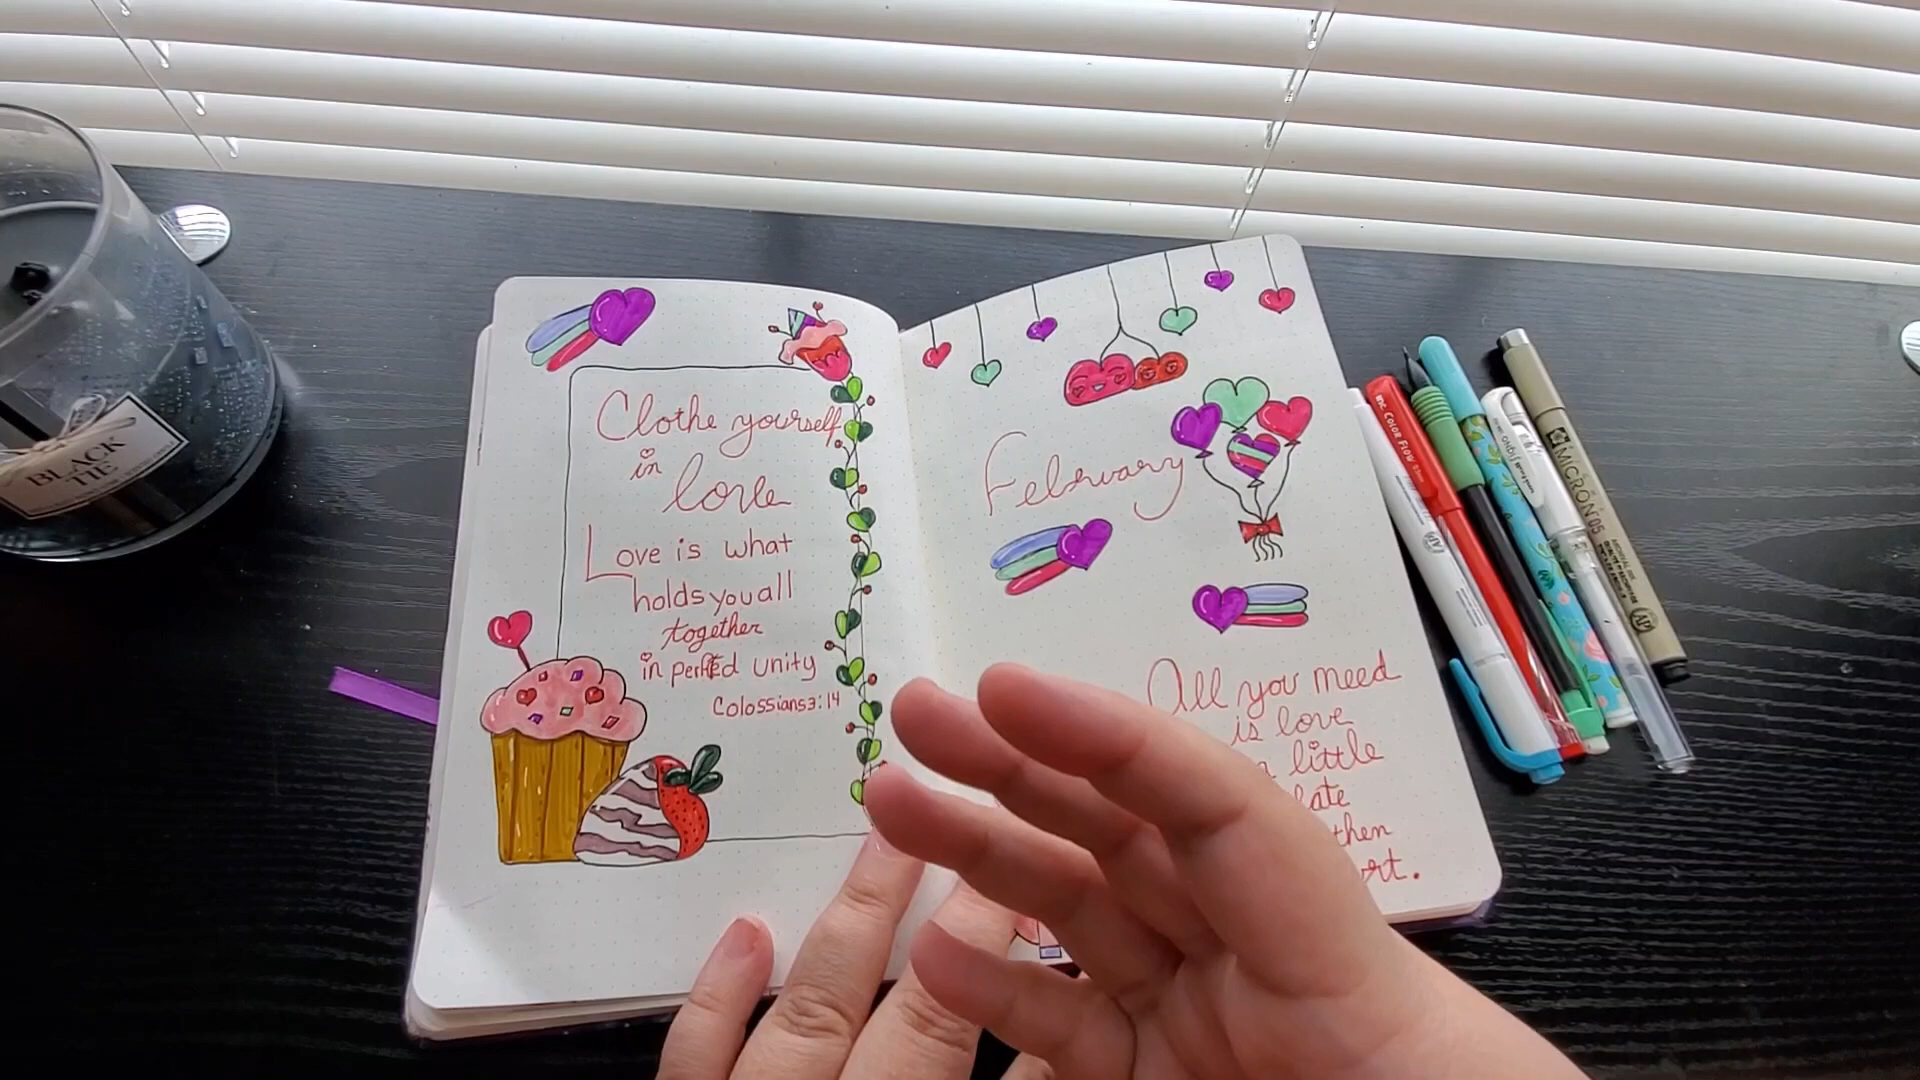 Clothe yourself
in
love
Love is what
holds you all
together
in perfect unity
Colossians 3:14
February
All you need
is love
little
then
BLACK
TIE
MICRON 05